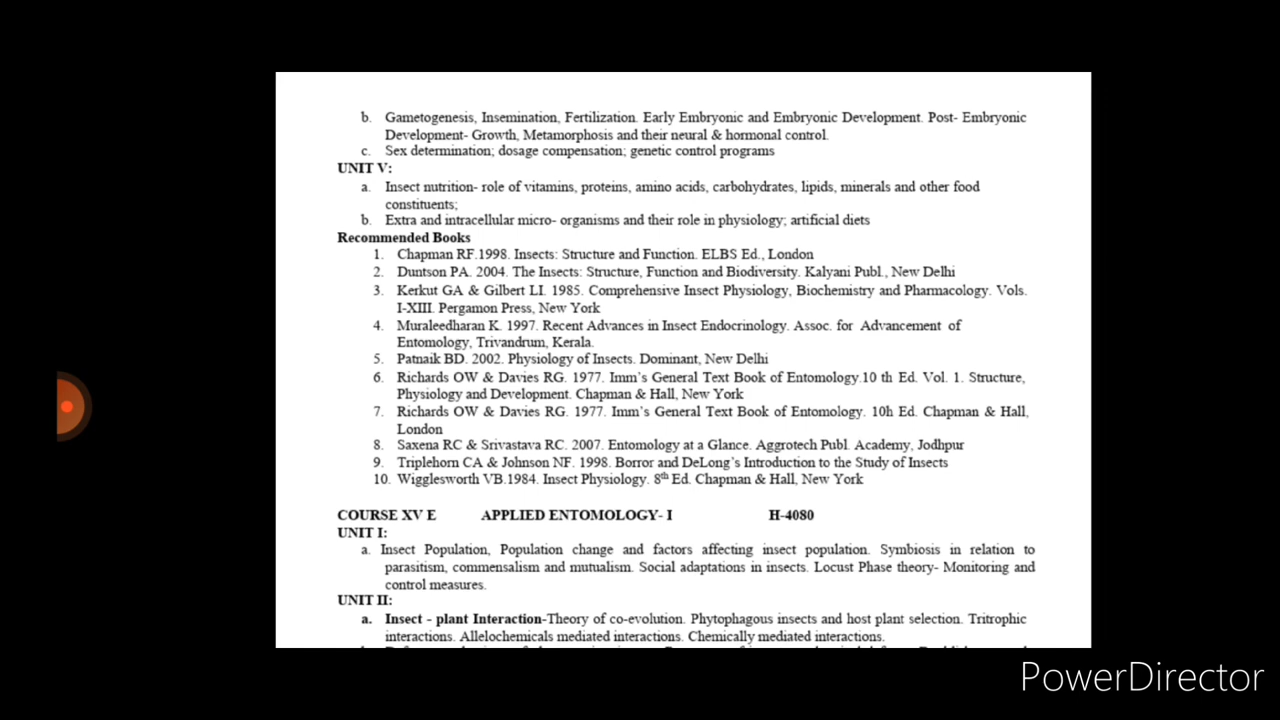 b. Gametogenesis, Insemination, Fertilization. Early Embryonic and Embryonic Development. Post- Embryonic
Development- Growth, Metamorphosis and their neural & hormonal control.
c. Sex determination; dosage compensation; genetic control programs
UNIT V:
a. Insect nutrition- role of vitamins, proteins, amino acids, carbohydrates, lipids, minerals and other food
constituents;
b. Extra and intracellular micro- organisms and their role in physiology; artificial diets
Recommended Books
1. Chapman RF.1998. Insects: Structure and Function. ELBS Ed., London
2. Duntson PA. 2004. The Insects: Structure, Function and Biodiversity. Kalyani Publ., New Delhi
3. Kerkut GA & Gilbert LI. 1985. Comprehensive Insect Physiology, Biochemistry and Pharmacology. Vols.
I-XIII. Pergamon Press, New York
4. Muraleedharan K. 1997. Recent Advances in Insect Endocrinology. Assoc. for Advancement of
Entomology, Trivandrum, Kerala.
5. Patnaik BD. 2002. Physiology of Insects. Dominant, New Delhi
6. Richards OW & Davies RG. 1977. Imm's General Text Book of Entomology.10 th Ed. Vol. 1. Structure,
Physiology and Development. Chapman & Hall, New York
7. Richards OW & Davies RG. 1977. Imm's General Text Book of Entomology. 10h Ed. Chapman & Hall,
London
8. Saxena RC & Srivastava RC. 2007. Entomology at a Glance. Aggrotech Publ. Academy, Jodhpur
9. Triplehorn CA & Johnson NF. 1998. Borror and DeLong's Introduction to the Study of Insects
10. Wigglesworth VB.1984. Insect Physiology. 8th Ed. Chapman & Hall, New York
COURSE XV E APPLIED ENTOMOLOGY- I H-4080
UNIT I:
a. Insect Population, Population change and factors affecting insect population. Symbiosis in relation to
parasitism, commensalism and mutualism. Social adaptations in insects. Locust Phase theory- Monitoring and
control measures.
UNIT II:
a. Insect - plant Interaction-Theory of co-evolution. Phytophagous insects and host plant selection. Tritrophic
interactions. Allelochemicals mediated interactions. Chemically mediated interactions.
PowerDirector